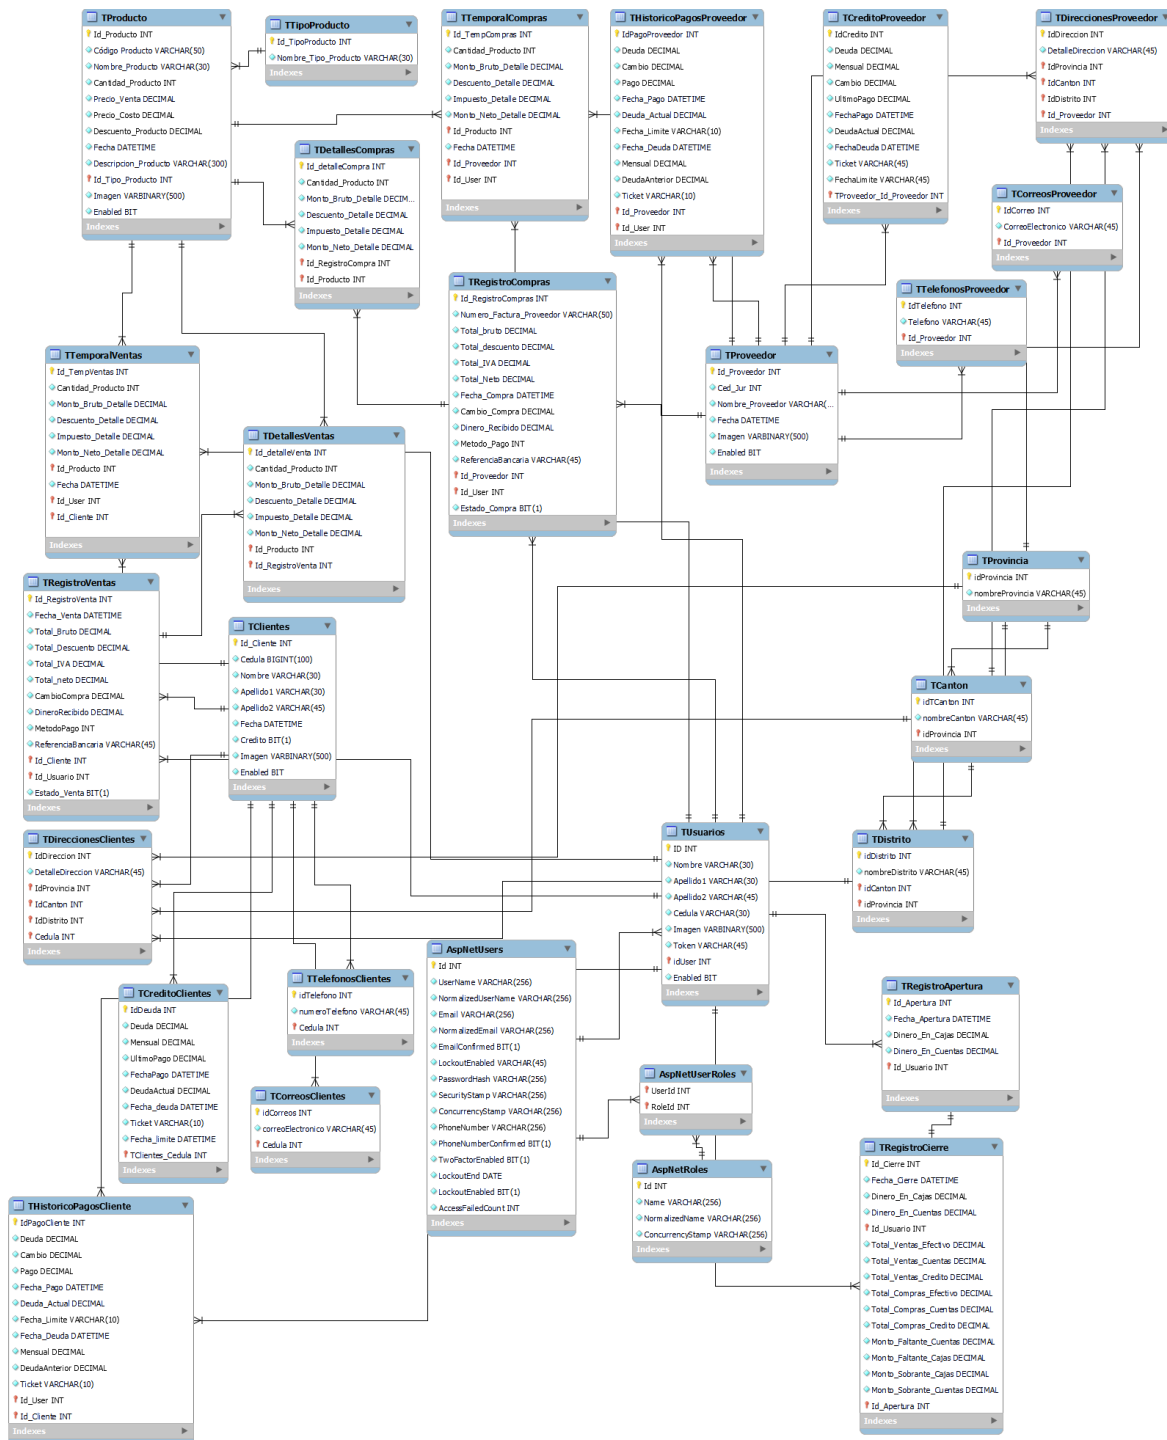 TProducto
Id_Producto INT
Código Producto VARCHAR(50)
Nombre_Producto VARCHAR(30)
Cantidad_Producto INT
Precio_Venta DECIMAL
Precio_Costo DECIMAL
Descuento_Producto DECIMAL
Fecha DATETIME
Descripcion_Producto VARCHAR(300)
Id_Tipo_Producto INT
Imagen VARBINARY(500)
Enabled BIT
Indexes
TTipoProducto
Id_TipoProducto INT
Nombre_Tipo_Producto VARCHAR(30)
Indexes
TTemporalCompras
Id_TempCompras INT
Cantidad_Producto INT
Monto_Bruto_Detalle DECIMAL
Descuento_Detalle DECIMAL
Impuesto_Detalle DECIMAL
Monto_Neto_Detalle DECIMAL
Id_Producto INT
Fecha DATETIME
Id_Proveedor INT
Id_User INT
Indexes
THistoricoPagosProveedor
IdPagoProveedor INT
Deuda DECIMAL
Cambio DECIMAL
Pago DECIMAL
Fecha_Pago DATETIME
Deuda_Actual DECIMAL
Fecha_Limite VARCHAR(10)
Fecha_Deuda DATETIME
Mensual DECIMAL
DeudaAnterior DECIMAL
Ticket VARCHAR(10)
Id_Proveedor INT
Id_User INT
Indexes
TCreditoProveedor
IdCredito INT
Deuda DECIMAL
Mensual DECIMAL
Cambio DECIMAL
UltimoPago DECIMAL
FechaPago DATETIME
DeudaActual DECIMAL
FechaDeuda DATETIME
Ticket VARCHAR(45)
FechaLimite VARCHAR(45)
TProveedor_Id_Proveedor INT
Indexes
TDireccionesProveedor
IdDireccion INT
DetalleDireccion VARCHAR(45)
IdProvincia INT
IdCanton INT
IdDistrito INT
Id_Proveedor INT
Indexes
TDetallesCompras
Id_detalleCompra INT
Cantidad_Producto INT
Monto_Bruto_Detalle DECIM...
Descuento_Detalle DECIMAL
Impuesto_Detalle DECIMAL
Monto_Neto_Detalle DECIMAL
Id_RegistroCompra INT
Id_Producto INT
Indexes
TCorreosProveedor
IdCorreo INT
CorreoElectronico VARCHAR(45)
Id_Proveedor INT
Indexes
TRegistroCompras
Id_RegistroCompras INT
Numero_Factura_Proveedor VARCHAR(50)
Total_bruto DECIMAL
Total_descuento DECIMAL
Total_IVA DECIMAL
Total_Neto DECIMAL
Fecha_Compra DATETIME
Cambio_Compra DECIMAL
Dinero_Recibido DECIMAL
Metodo_Pago INT
ReferenciaBancaria VARCHAR(45)
Id_Proveedor INT
Id_User INT
Estado_Compra BIT(1)
Indexes
TTelefonosProveedor
IdTelefono INT
Telefono VARCHAR(45)
Id_Proveedor INT
Indexes
TProveedor
Id_Proveedor INT
Ced_Jur INT
Nombre_Proveedor VARCHAR(...
Fecha DATETIME
Imagen VARBINARY(500)
Enabled BIT
Indexes
TTemporalVentas
Id_TempVentas INT
Cantidad_Producto INT
Monto_Bruto_Detalle DECIMAL
Descuento_Detalle DECIMAL
Impuesto_Detalle DECIMAL
Monto_Neto_Detalle DECIMAL
Id_Producto INT
Fecha DATETIME
Id_User INT
Id_Cliente INT
Indexes
TDetallesVentas
Id_detalleVenta INT
Cantidad_Producto INT
Monto_Bruto_Detalle DECIMAL
Descuento_Detalle DECIMAL
Impuesto_Detalle DECIMAL
Monto_Neto_Detalle DECIMAL
Id_Producto INT
Id_RegistroVenta INT
Indexes
TProvincia
idProvincia INT
nombreProvincia VARCHAR(45)
Indexes
TRegistroVentas
Id_RegistroVenta INT
Fecha_Venta DATETIME
Total_Bruto DECIMAL
Total_Descuento DECIMAL
Total_IVA DECIMAL
Total_neto DECIMAL
CambioCompra DECIMAL
DineroRecibido DECIMAL
MetodoPago INT
ReferenciaBancaria VARCHAR(45)
Id_Cliente INT
Id_Usuario INT
Estado_Venta BIT(1)
Indexes
TClientes
Id_Cliente INT
Cedula BIGINT(100)
Nombre VARCHAR(30)
Apellido1 VARCHAR(30)
Apellido2 VARCHAR(45)
Fecha DATETIME
Credito BIT(1)
Imagen VARBINARY(500)
Enabled BIT
Indexes
TCanton
idTCanton INT
nombreCanton VARCHAR(45)
idProvincia INT
Indexes
TDireccionesClientes
IdDireccion INT
DetalleDireccion VARCHAR(45)
IdProvincia INT
IdCanton INT
IdDistrito INT
Cedula INT
Indexes
TUsuarios
ID INT
Nombre VARCHAR(30)
Apellido1 VARCHAR(30)
Apellido2 VARCHAR(45)
Cedula VARCHAR(30)
Imagen VARBINARY(500)
Token VARCHAR(45)
idUser INT
Enabled BIT
Indexes
TDistrito
idDistrito INT
nombreDistrito VARCHAR(45)
idCanton INT
idProvincia INT
Indexes
AspNetUsers
Id INT
UserName VARCHAR(256)
NormalizedUserName VARCHAR(256)
Email VARCHAR(256)
NormalizedEmail VARCHAR(256)
EmailConfirmed BIT(1)
LockoutEnabled VARCHAR(45)
PasswordHash VARCHAR(256)
SecurityStamp VARCHAR(256)
ConcurrencyStamp VARCHAR(256)
PhoneNumber VARCHAR(256)
PhoneNumberConfirmed BIT(1)
TwoFactorEnabled BIT(1)
LockoutEnd DATE
LockoutEnabled BIT(1)
AccessFailedCount INT
Indexes
TCreditoClientes
IdDeuda INT
Deuda DECIMAL
Mensual DECIMAL
UltimoPago DECIMAL
FechaPago DATETIME
DeudaActual DECIMAL
Fecha_deuda DATETIME
Ticket VARCHAR(10)
Fecha_limite DATETIME
TClientes_Cedula INT
Indexes
TTelefonosClientes
idTelefono INT
numeroTelefono VARCHAR(45)
Cedula INT
Indexes
TRegistroApertura
Id_Apertura INT
Fecha_Apertura DATETIME
Dinero_En_Cajas DECIMAL
Dinero_En_Cuentas DECIMAL
Id_Usuario INT
Indexes
AspNetUserRoles
UserId INT
RoleId INT
Indexes
TCorreosClientes
idCorreos INT
correoElectronico VARCHAR(45)
Cedula INT
Indexes
AspNetRoles
Id INT
Name VARCHAR(256)
NormalizedName VARCHAR(256)
ConcurrencyStamp VARCHAR(256)
Indexes
TRegistroCierre
Id_Cierre INT
Fecha_Cierre DATETIME
Dinero_En_Cajas DECIMAL
Dinero_En_Cuentas DECIMAL
Id_Usuario INT
Total_Ventas_Efectivo DECIMAL
Total_Ventas_Cuentas DECIMAL
Total_Ventas_Credito DECIMAL
Total_Compras_Efectivo DECIMAL
Total_Compras_Cuentas DECIMAL
Total_Compras_Credito DECIMAL
Monto_Faltante_Cuentas DECIMAL
Monto_Faltante_Cajas DECIMAL
Monto_Sobrante_Cajas DECIMAL
Monto_Sobrante_Cuentas DECIMAL
Id_Apertura INT
Indexes
THistoricoPagosCliente
IdPagoCliente INT
Deuda DECIMAL
Cambio DECIMAL
Pago DECIMAL
Fecha_Pago DATETIME
Deuda_Actual DECIMAL
Fecha_Limite VARCHAR(10)
Fecha_Deuda DATETIME
Mensual DECIMAL
DeudaAnterior DECIMAL
Ticket VARCHAR(10)
Id_User INT
Id_Cliente INT
Indexes